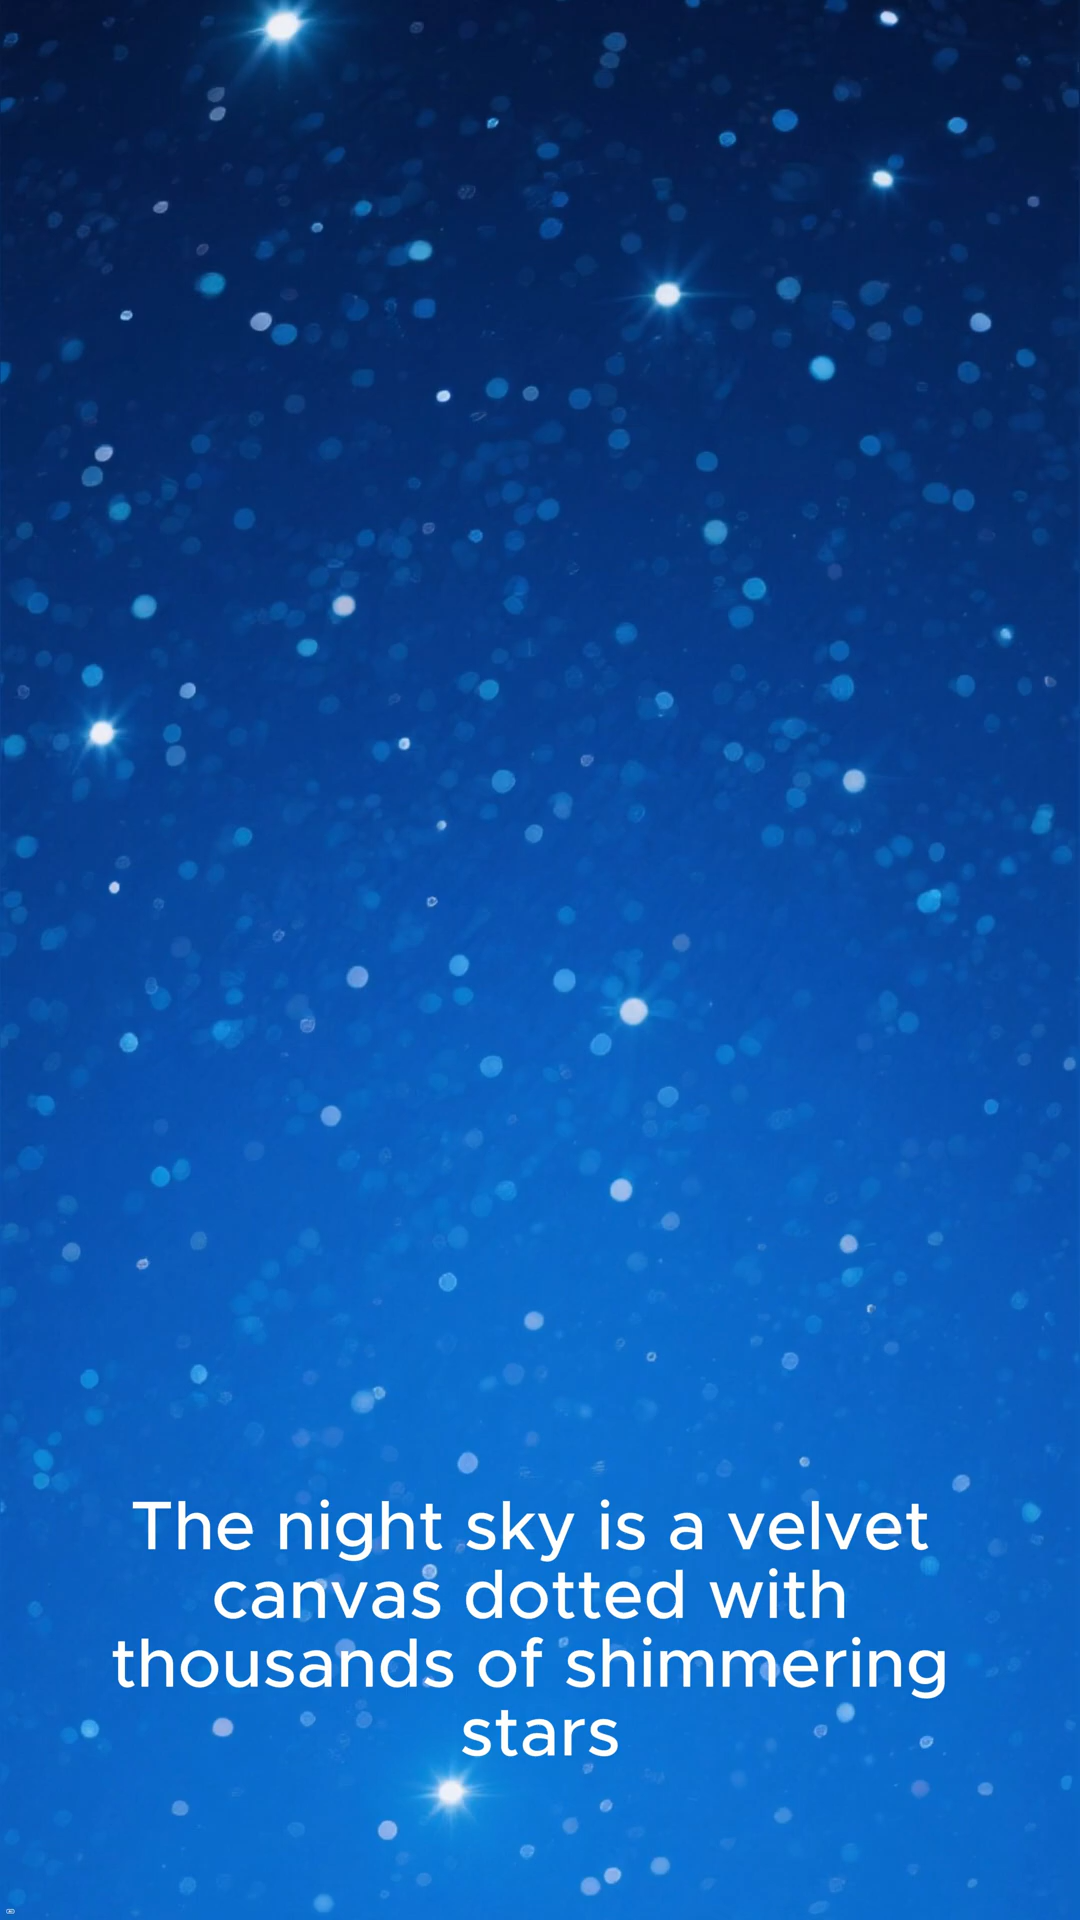 The night sky is a velvet
canvas dotted with
thousands of shimmering
stars